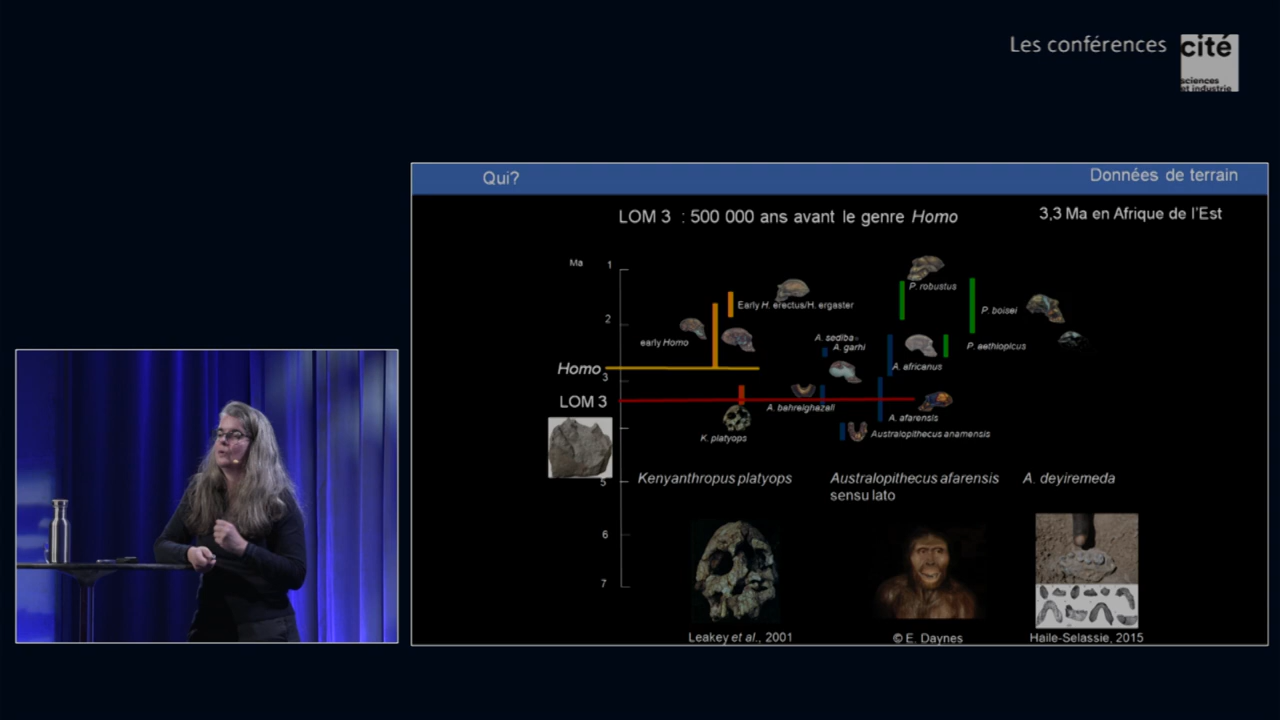 Les conférences
cité
sciences
et industrie
Qui?
Données de terrain
LOM 3 : 500 000 ans avant le genre Homo
3,3 Ma en Afrique de l'Est
Ma
1
P. robustus
Early H. erectus/H. ergaster
P. boisei
2
early Homo
A. sediba
A. garhi
P. aethiopicus
A. africanus
Homo
3
LOM 3
A. bahrelghazali
A. afarensis
K. platyops
Australopithecus anamensis
5
Kenyanthropus platyops
Australopithecus afarensis
sensu lato
A. deyiremeda
6
7
Leakey et al., 2001
© E. Daynes
Haile-Selassie, 2015